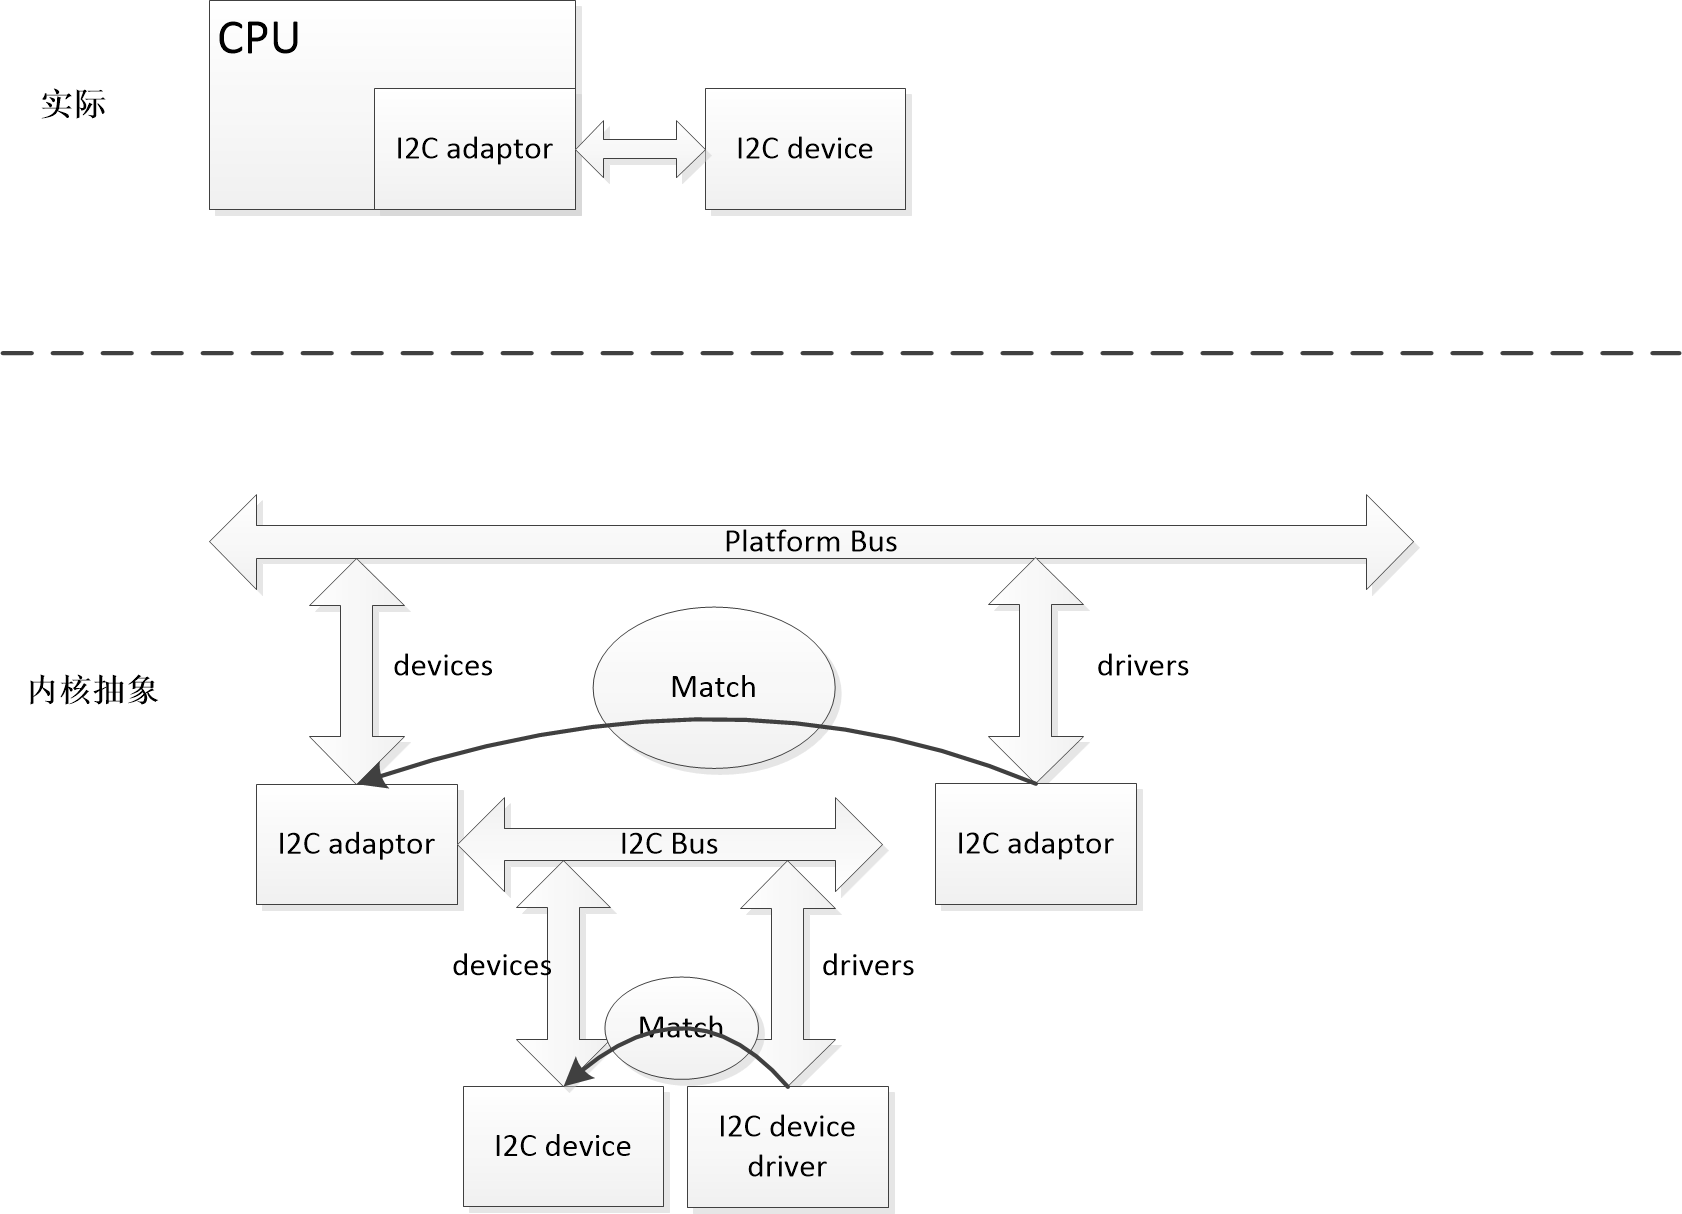 CPU
实际
I2C adaptor
I2C device
Platform Bus
devices
Match
drivers
内核抽象
I2C adaptor
I2C Bus
I2C adaptor
devices
drivers
Match
I2C device
I2C device
driver